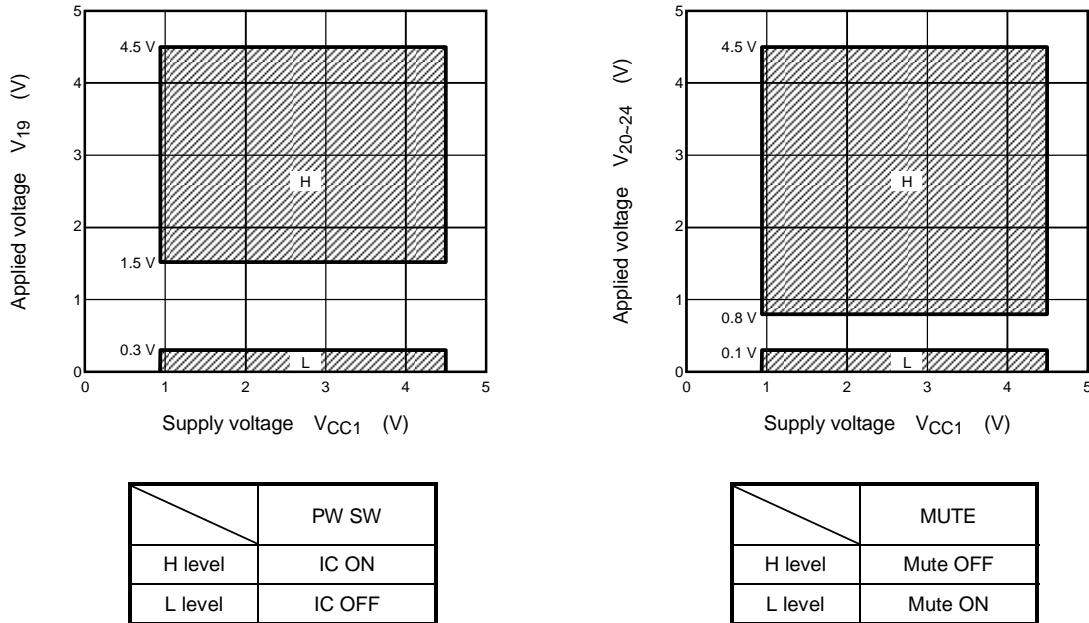 5
4.5 V
4
3
H
2
1.5 V
1
0.3 V
L
0
0 1 2 3 4 5
Applied voltage V19 (V)
Supply voltage VCC1 (V)
5
4.5 V
4
3
H
2
1
0.8 V
0.1 V
L
0
0 1 2 3 4 5
Applied voltage V20~24 (V)
Supply voltage VCC1 (V)
PW SW
H level IC ON
L level IC OFF
MUTE
H level Mute OFF
L level Mute ON